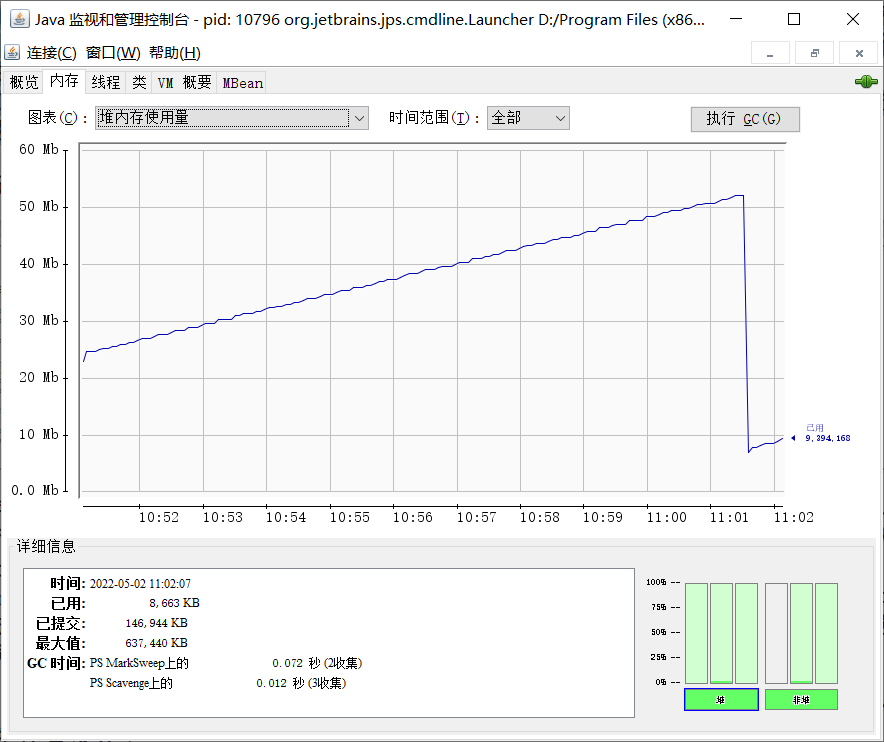 Java 监视和管理控制台 - pid: 10796 org.jetbrains.jps.cmdline.Launcher D:/Program Files (x86...
连接(C) 窗口(W) 帮助(H)
概览 内存 线程 类 VM 概要 MBean
图表(C)： 堆内存使用量 时间范围(T)： 全部 执行 GC(G)
60 Mb
50 Mb
40 Mb
30 Mb
20 Mb
10 Mb
0.0 Mb
已用
9,394,168
10:52 10:53 10:54 10:55 10:56 10:57 10:58 10:59 11:00 11:01 11:02
详细信息
时间: 2022-05-02 11:02:07
已用: 8,663 KB
已提交: 146,944 KB
最大值: 637,440 KB
GC 时间: PS MarkSweep上的 0.072 秒 (2收集)
PS Scavenge上的 0.012 秒 (3收集)
100% --
75% --
50% --
25% --
0% --
堆 非堆